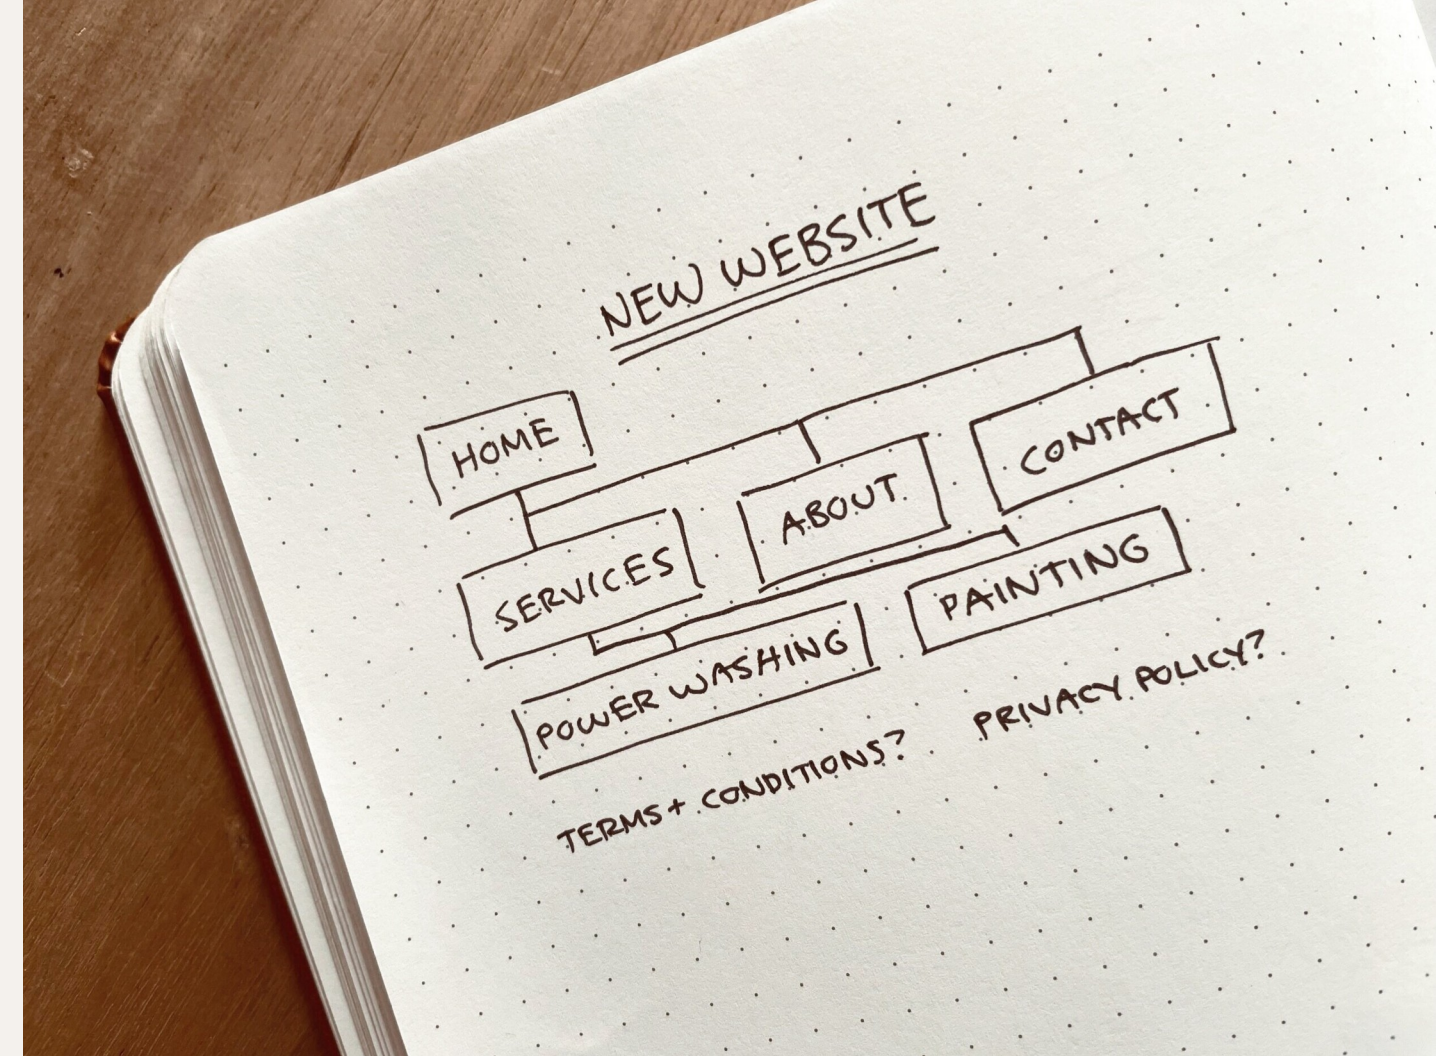 NEW WEBSITE
HOME
SERVICES
ABOUT
CONTACT
POWER WASHING
PAINTING
TERMS + CONDITIONS?
PRIVACY POLICY?